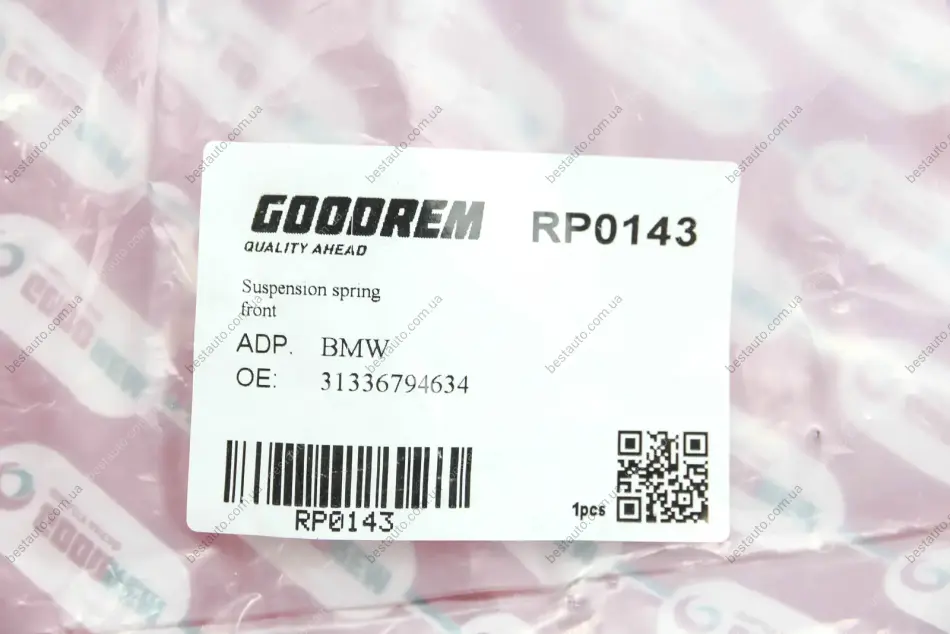 GOODREM
QUALITY AHEAD
RP0143
Suspension spring
front
ADP. BMW
OE: 31336794634
RP0143
1pcs
bestauto.com.ua